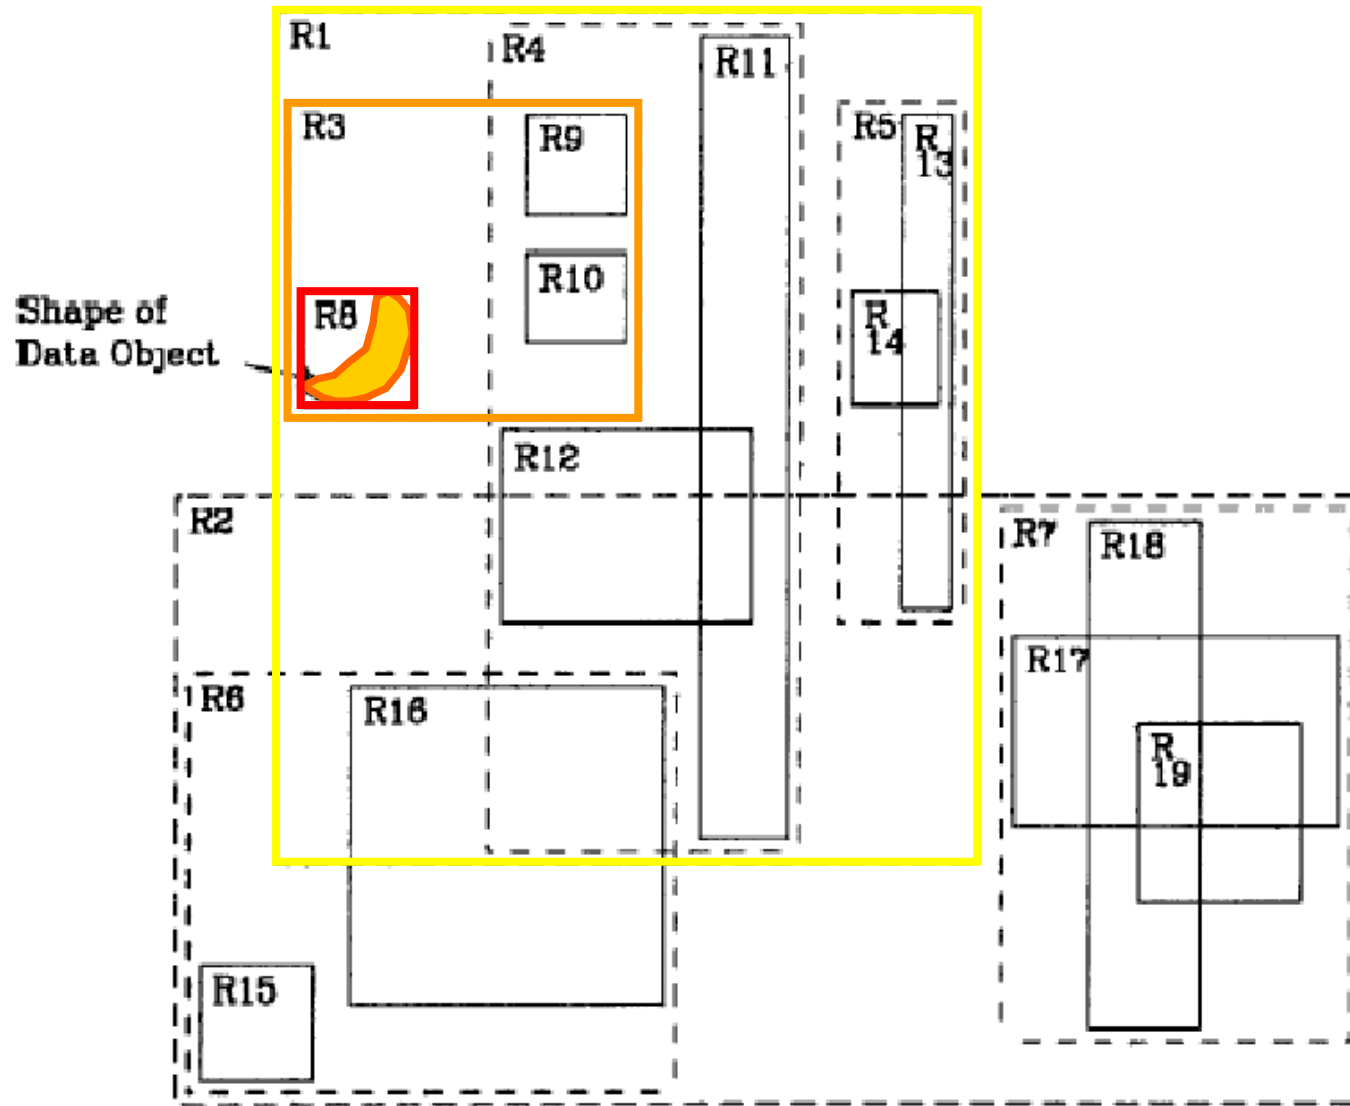 R1
R4
R11
R3
R9
R5
R
13
R10
Shape of
Data Object
R8
R
14
R12
R2
R7
R18
R17
R6
R16
R
19
R15